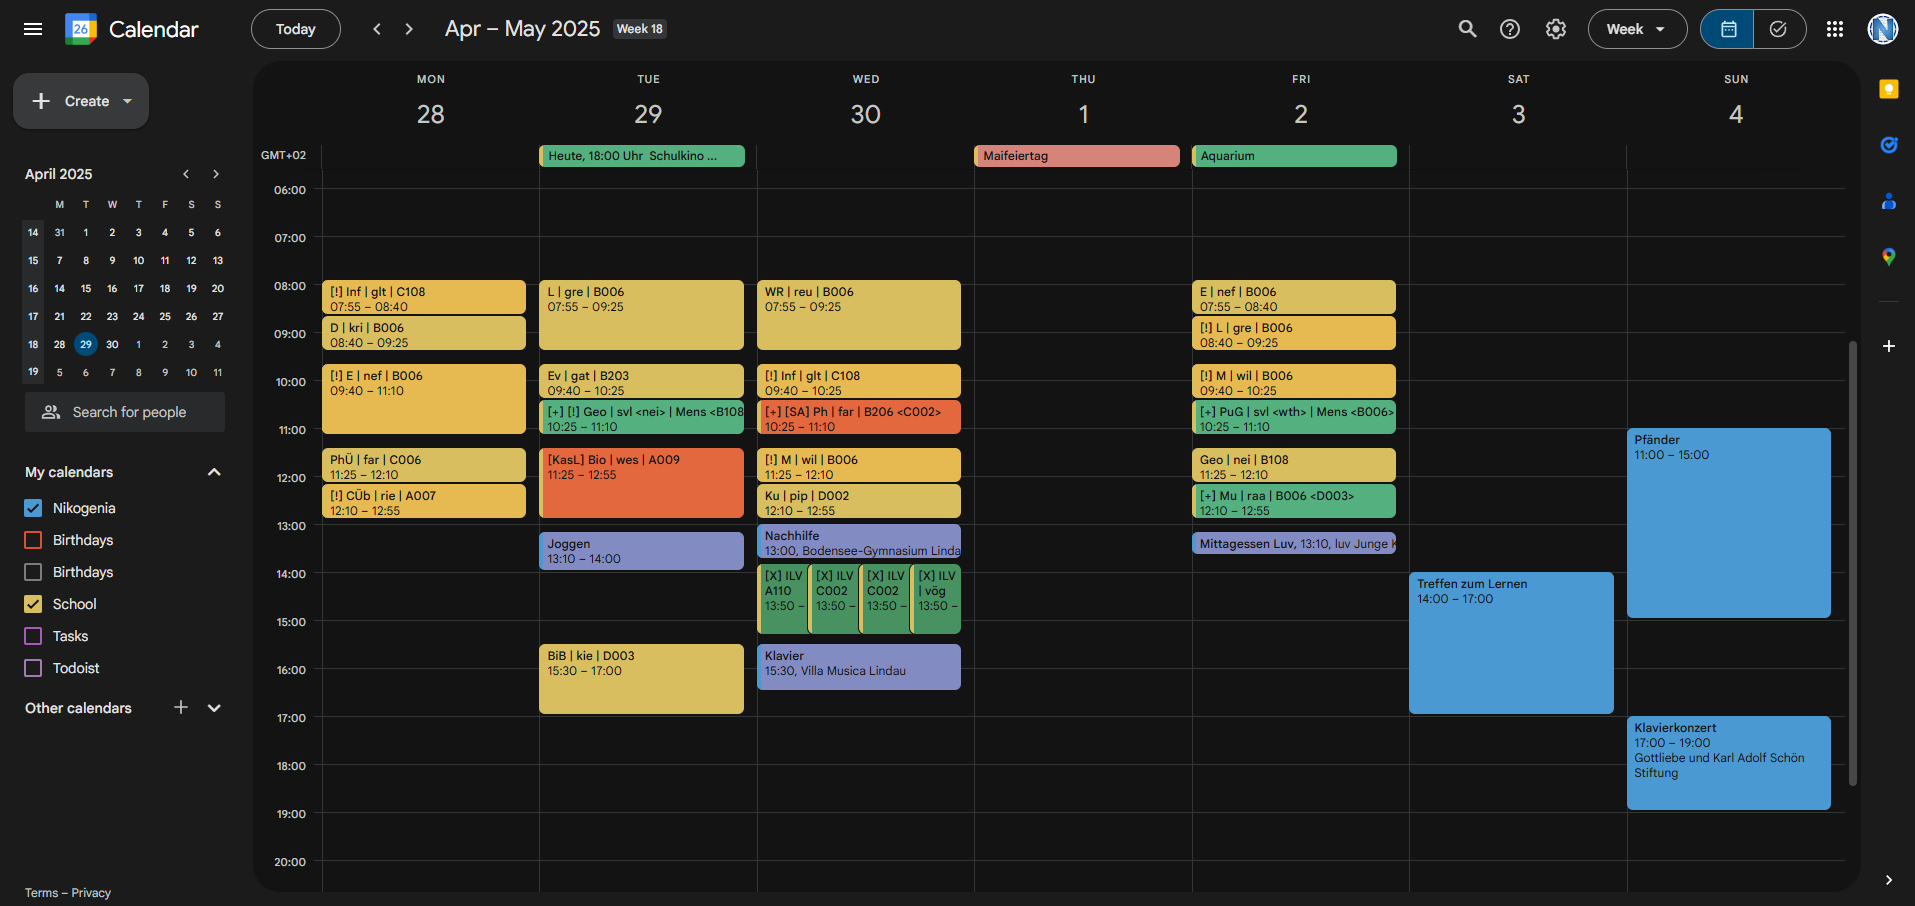 26 Calendar
Today
Apr – May 2025 Week 18
Week
Create
April 2025
M T W T F S S
14 31 1 2 3 4 5 6
15 7 8 9 10 11 12 13
16 14 15 16 17 18 19 20
17 21 22 23 24 25 26 27
18 28 29 30 1 2 3 4
19 5 6 7 8 9 10 11
Search for people
My calendars
Nikogenia
Birthdays
Birthdays
School
Tasks
Todoist
Other calendars
Terms – Privacy
MON TUE WED THU FRI SAT SUN
28 29 30 1 2 3 4
GMT+02
Heute, 18:00 Uhr Schulkino ...
Maifeiertag
Aquarium
06:00
07:00
08:00
09:00
10:00
11:00
12:00
13:00
14:00
15:00
16:00
17:00
18:00
19:00
20:00
[!] Inf | glt | C108
07:55 – 08:40
D | kri | B006
08:40 – 09:25
[!] E | nef | B006
09:40 – 11:10
PhÜ | far | C006
11:25 – 12:10
[!] CÜb | rie | A007
12:10 – 12:55
L | gre | B006
07:55 – 09:25
Ev | gat | B203
09:40 – 10:25
[+] [!] Geo | svl <nei> | Mens <B108
10:25 – 11:10
[KasL] Bio | wes | A009
11:25 – 12:55
Joggen
13:10 – 14:00
BiB | kie | D003
15:30 – 17:00
WR | reu | B006
07:55 – 09:25
[!] Inf | glt | C108
09:40 – 10:25
[+] [SA] Ph | far | B206 <C002>
10:25 – 11:10
[!] M | wil | B006
11:25 – 12:10
Ku | pip | D002
12:10 – 12:55
Nachhilfe
13:00, Bodensee-Gymnasium Linda
[X] ILV
A110
13:50 –
[X] ILV
C002
13:50 –
[X] ILV
C002
13:50 –
[X] ILV
| vög
13:50 –
Klavier
15:30, Villa Musica Lindau
E | nef | B006
07:55 – 08:40
[!] L | gre | B006
08:40 – 09:25
[!] M | wil | B006
09:40 – 10:25
[+] PuG | svl <wth> | Mens <B006>
10:25 – 11:10
Geo | nei | B108
11:25 – 12:10
[+] Mu | raa | B006 <D003>
12:10 – 12:55
Mittagessen Luv, 13:10, luv Junge K
Treffen zum Lernen
14:00 – 17:00
Pfänder
11:00 – 15:00
Klavierkonzert
17:00 – 19:00
Gottliebe und Karl Adolf Schön
Stiftung